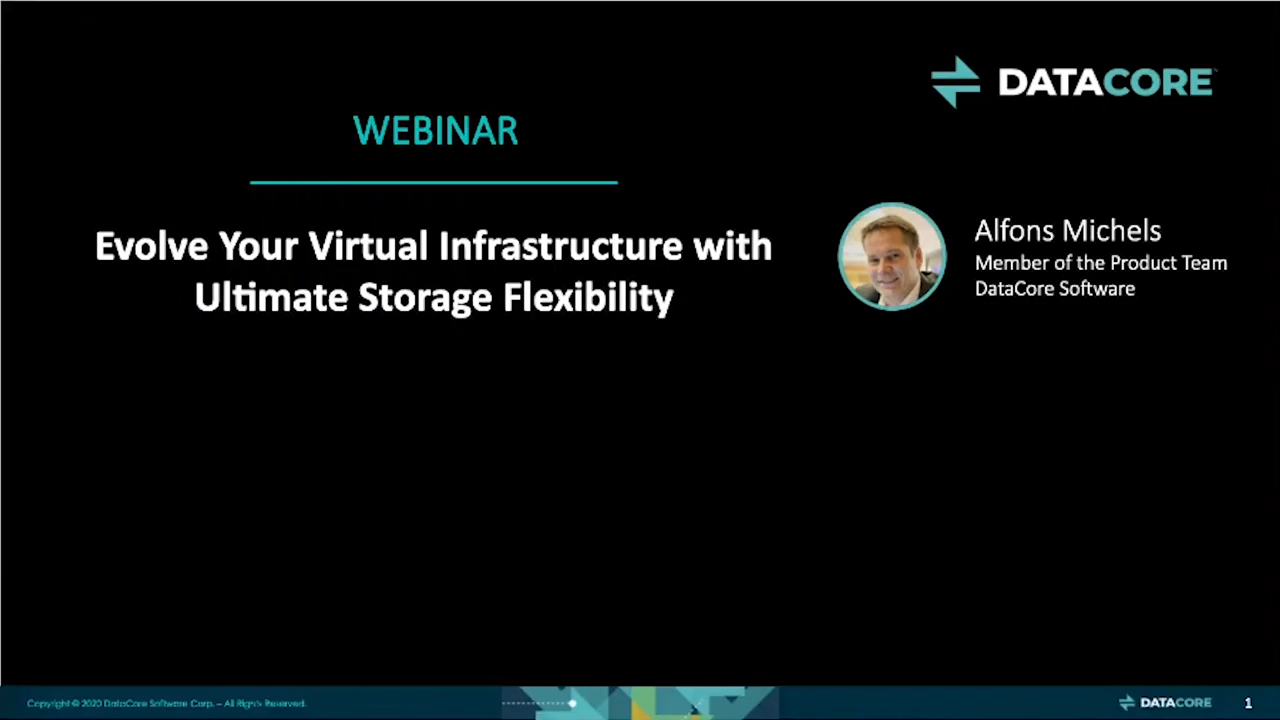 DATACORE
WEBINAR
Evolve Your Virtual Infrastructure with
Ultimate Storage Flexibility
Alfons Michels
Member of the Product Team
DataCore Software
Copyright © 2020 DataCore Software Corp. – All Rights Reserved.
DATACORE
1